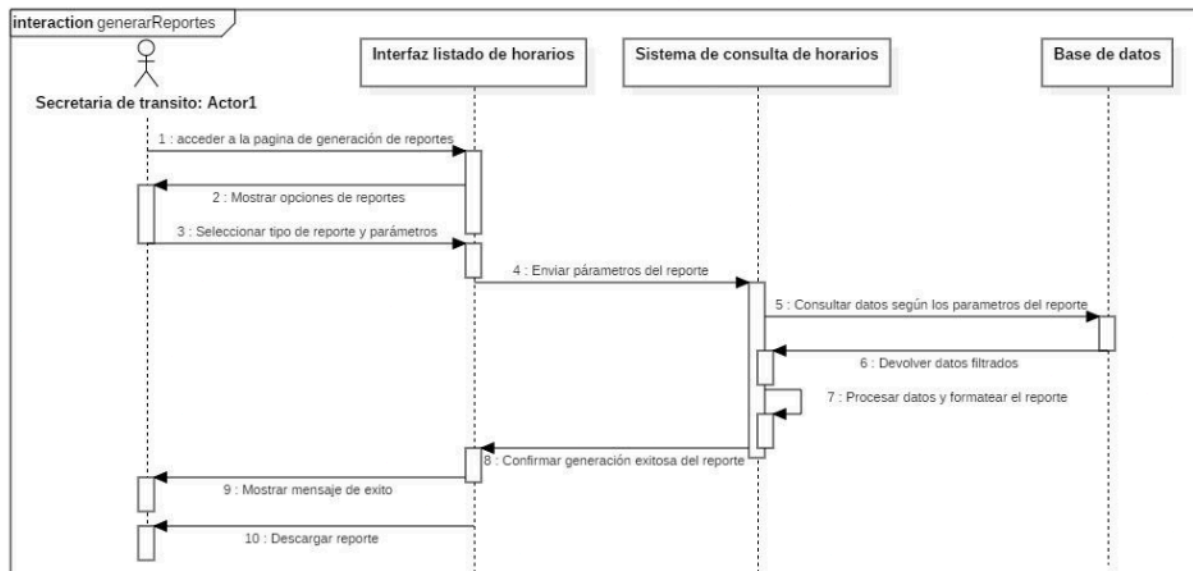 interaction generarReportes
Secretaria de transito: Actor1
Interfaz listado de horarios
Sistema de consulta de horarios
Base de datos
1 : acceder a la pagina de generación de reportes
2 : Mostrar opciones de reportes
3 : Seleccionar tipo de reporte y parámetros
4 : Enviar párametros del reporte
5 : Consultar datos según los parametros del reporte
6 : Devolver datos filtrados
7 : Procesar datos y formatear el reporte
8 : Confirmar generación exitosa del reporte
9 : Mostrar mensaje de exito
10 : Descargar reporte